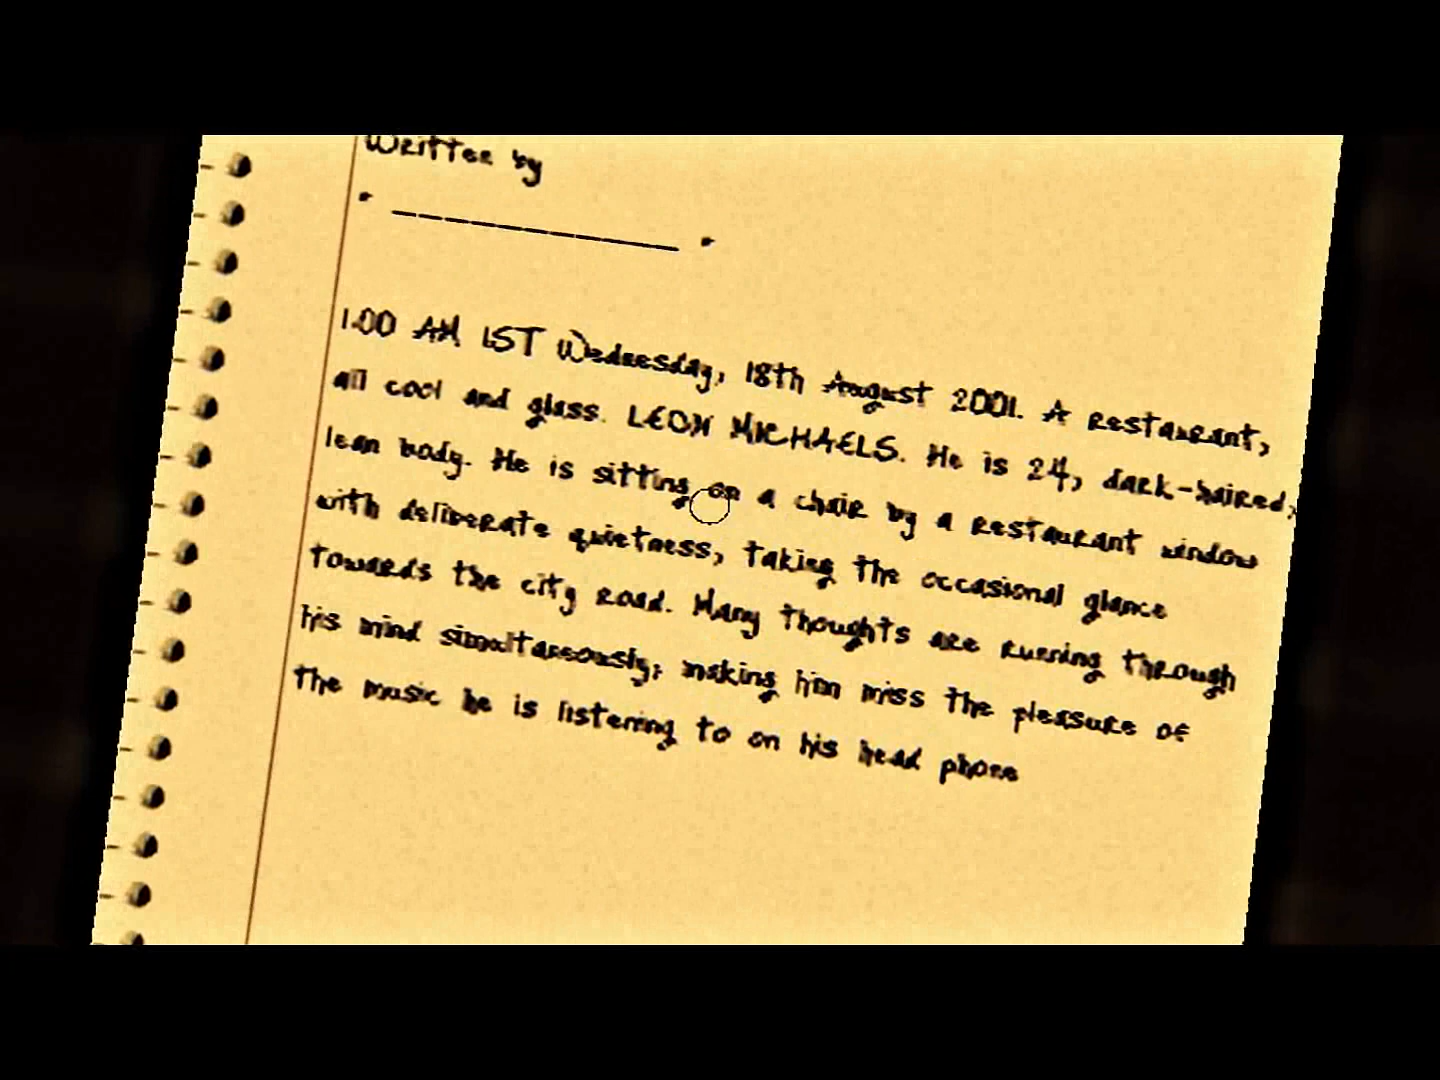 Written by
1.00 AM IST Wednesday, 18th August 2001. A restaurant,
all cool and glass. LEON MICHAELS. He is 24, dark-haired,
lean body. He is sitting on a chair by a restaurant window
with deliberate quietness, taking the occasional glance
towards the city road. Many thoughts are running through
his mind simultaneously, making him miss the pleasure of
the music he is listening to on his head phone